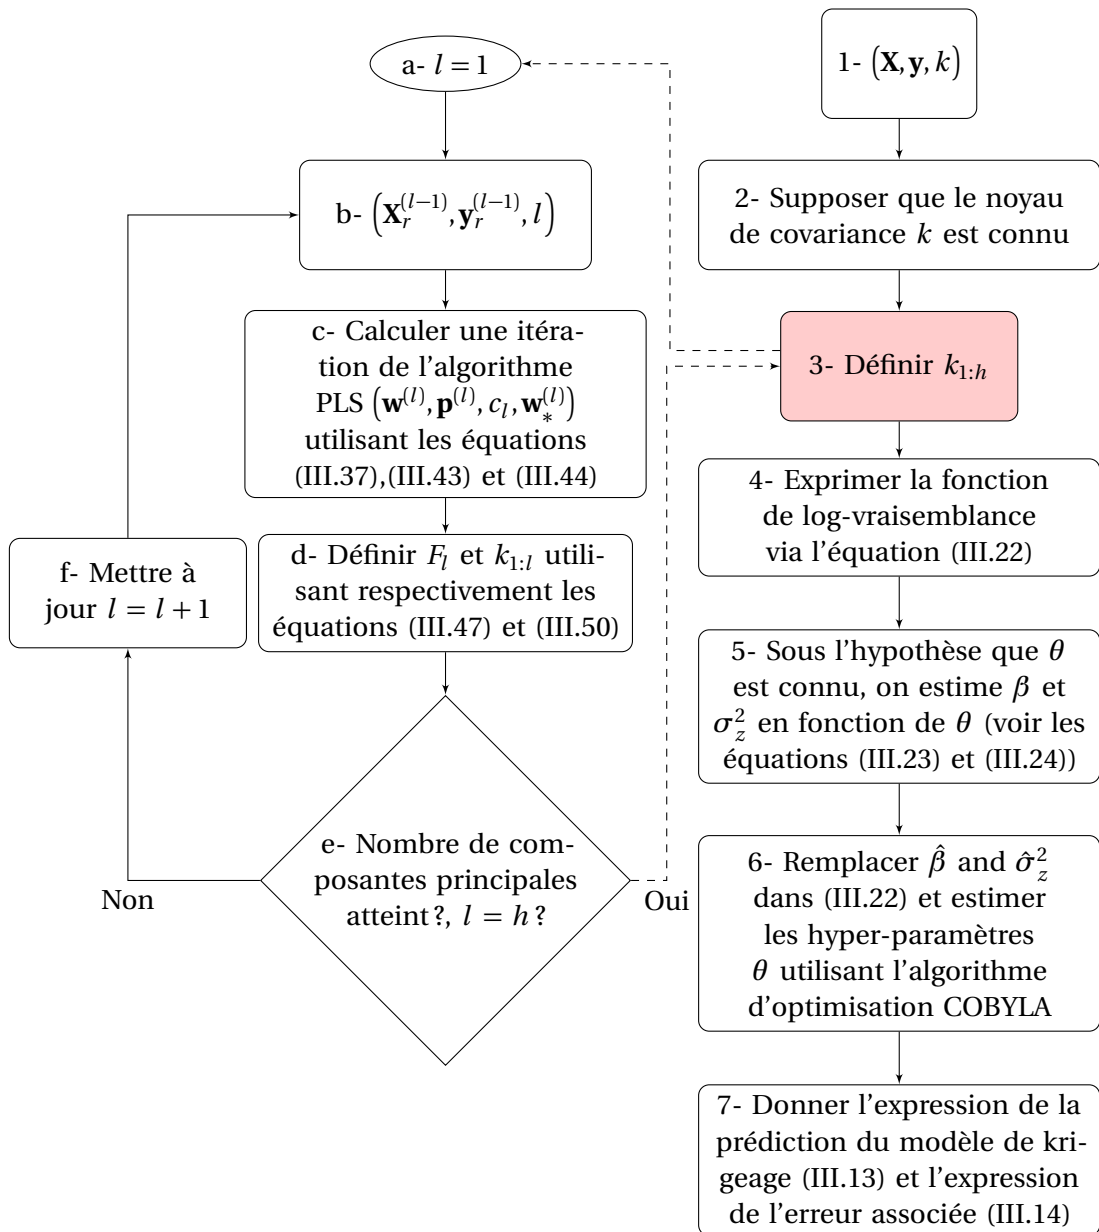 a- l = 1
b- (X_r^{(l−1)}, y_r^{(l−1)}, l)
c- Calculer une itéra-
tion de l'algorithme
PLS (w^{(l)}, p^{(l)}, c_l, w_*^{(l)})
utilisant les équations
(III.37),(III.43) et (III.44)
d- Définir F_l et k_{1:l} utili-
sant respectivement les
équations (III.47) et (III.50)
e- Nombre de com-
posantes principales
atteint ?, l = h ?
Non
Oui
f- Mettre à
jour l = l + 1
1- (X, y, k)
2- Supposer que le noyau
de covariance k est connu
3- Définir k_{1:h}
4- Exprimer la fonction
de log-vraisemblance
via l'équation (III.22)
5- Sous l'hypothèse que θ
est connu, on estime β et
σ_z^2 en fonction de θ (voir les
équations (III.23) et (III.24))
6- Remplacer β̂ and σ̂_z^2
dans (III.22) et estimer
les hyper-paramètres
θ utilisant l'algorithme
d'optimisation COBYLA
7- Donner l'expression de la
prédiction du modèle de kri-
geage (III.13) et l'expression
de l'erreur associée (III.14)